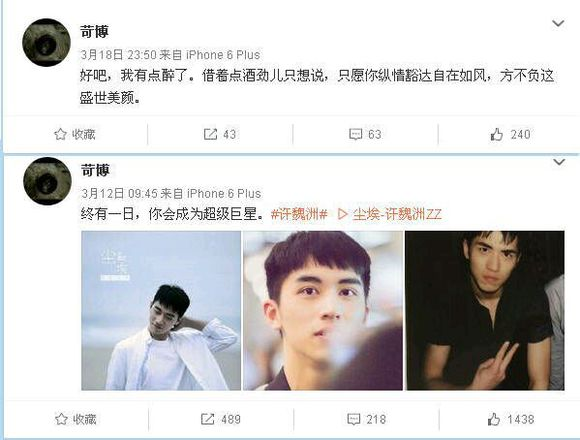 苛博
3月18日 23:50 来自 iPhone 6 Plus
好吧，我有点醉了。借着点酒劲儿只想说，只愿你纵情豁达自在如风，方不负这
盛世美颜。
收藏 43 63 240
苛博
3月12日 09:45 来自 iPhone 6 Plus
终有一日，你会成为超级巨星。#许魏洲# 尘埃-许魏洲ZZ
收藏 489 218 1438